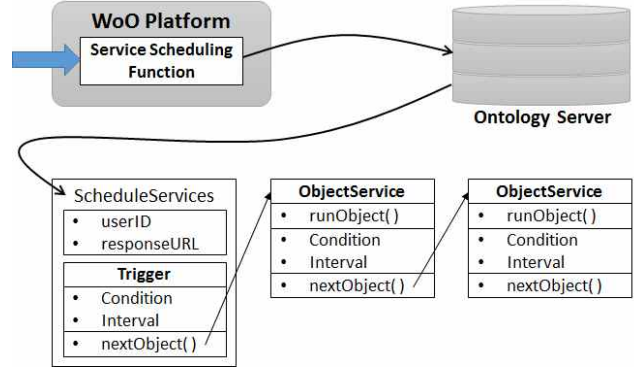 WoO Platform
Service Scheduling
Function
Ontology Server
ScheduleServices
• userID
• responseURL
Trigger
• Condition
• Interval
• nextObject( )
ObjectService
• runObject( )
• Condition
• Interval
• nextObject( )
ObjectService
• runObject( )
• Condition
• Interval
• nextObject( )